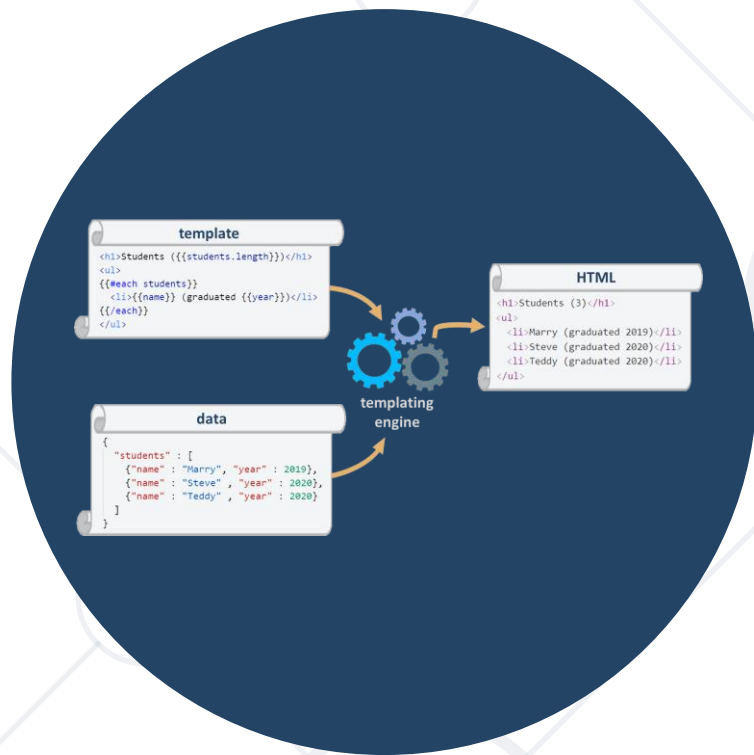 template
<h1>Students ({{students.length}})</h1>
<ul>
{{#each students}}
  <li>{{name}} (graduated {{year}})</li>
{{/each}}
</ul>
data
{
  "students" : [
    {"name" : "Marry", "year" : 2019},
    {"name" : "Steve" , "year" : 2020},
    {"name" : "Teddy" , "year" : 2020}
  ]
}
templating
engine
HTML
<h1>Students (3)</h1>
<ul>
  <li>Marry (graduated 2019)</li>
  <li>Steve (graduated 2020)</li>
  <li>Teddy (graduated 2020)</li>
</ul>